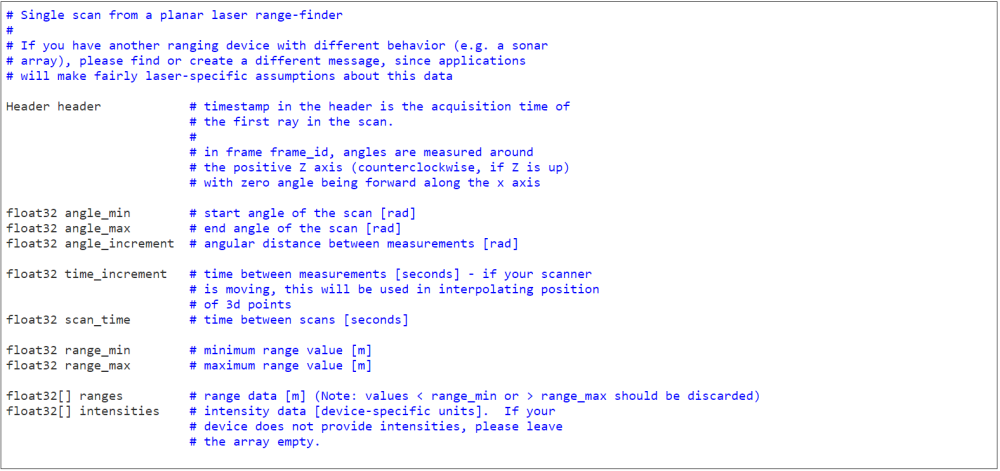 # Single scan from a planar laser range-finder
#
# If you have another ranging device with different behavior (e.g. a sonar
# array), please find or create a different message, since applications
# will make fairly laser-specific assumptions about this data
Header header # timestamp in the header is the acquisition time of
# the first ray in the scan.
#
# in frame frame_id, angles are measured around
# the positive Z axis (counterclockwise, if Z is up)
# with zero angle being forward along the x axis
float32 angle_min # start angle of the scan [rad]
float32 angle_max # end angle of the scan [rad]
float32 angle_increment # angular distance between measurements [rad]
float32 time_increment # time between measurements [seconds] - if your scanner
# is moving, this will be used in interpolating position
# of 3d points
float32 scan_time # time between scans [seconds]
float32 range_min # minimum range value [m]
float32 range_max # maximum range value [m]
float32[] ranges # range data [m] (Note: values < range_min or > range_max should be discarded)
float32[] intensities # intensity data [device-specific units]. If your
# device does not provide intensities, please leave
# the array empty.